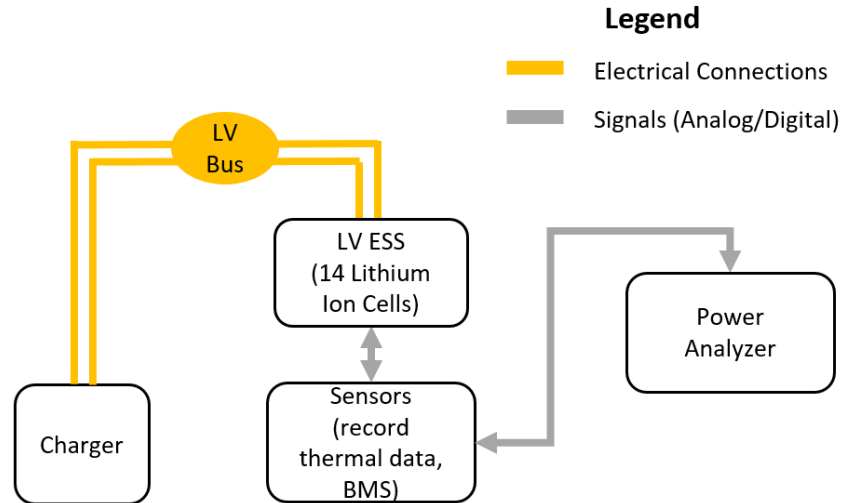 Legend
Electrical Connections
Signals (Analog/Digital)
LV
Bus
LV ESS
(14 Lithium
Ion Cells)
Power
Analyzer
Charger
Sensors
(record
thermal data,
BMS)